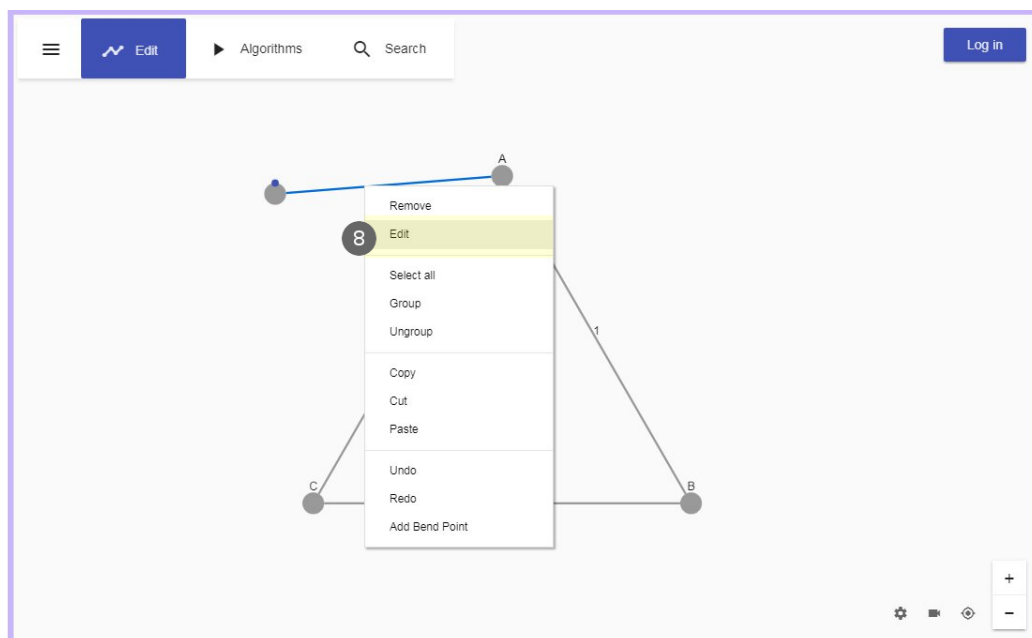 Edit
Algorithms
Search
Log in
A
Remove
8
Edit
Select all
Group
Ungroup
1
Copy
Cut
Paste
Undo
Redo
Add Bend Point
C
B
+
−